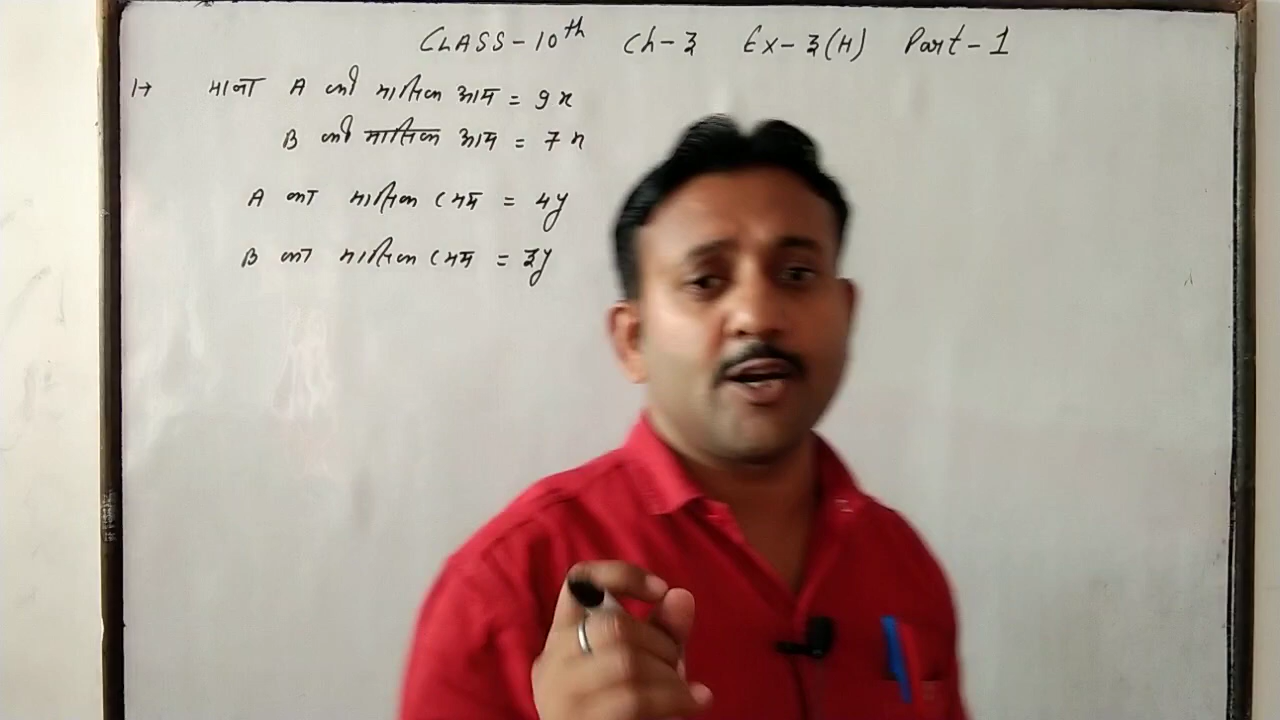 CLASS-10th Ch-3 Ex-3(H) Part-1
1→ माना A की मासिक आय = 9x
B की मासिक आय = 7x
A का मासिक व्यय = 4y
B का मासिक व्यय = 3y